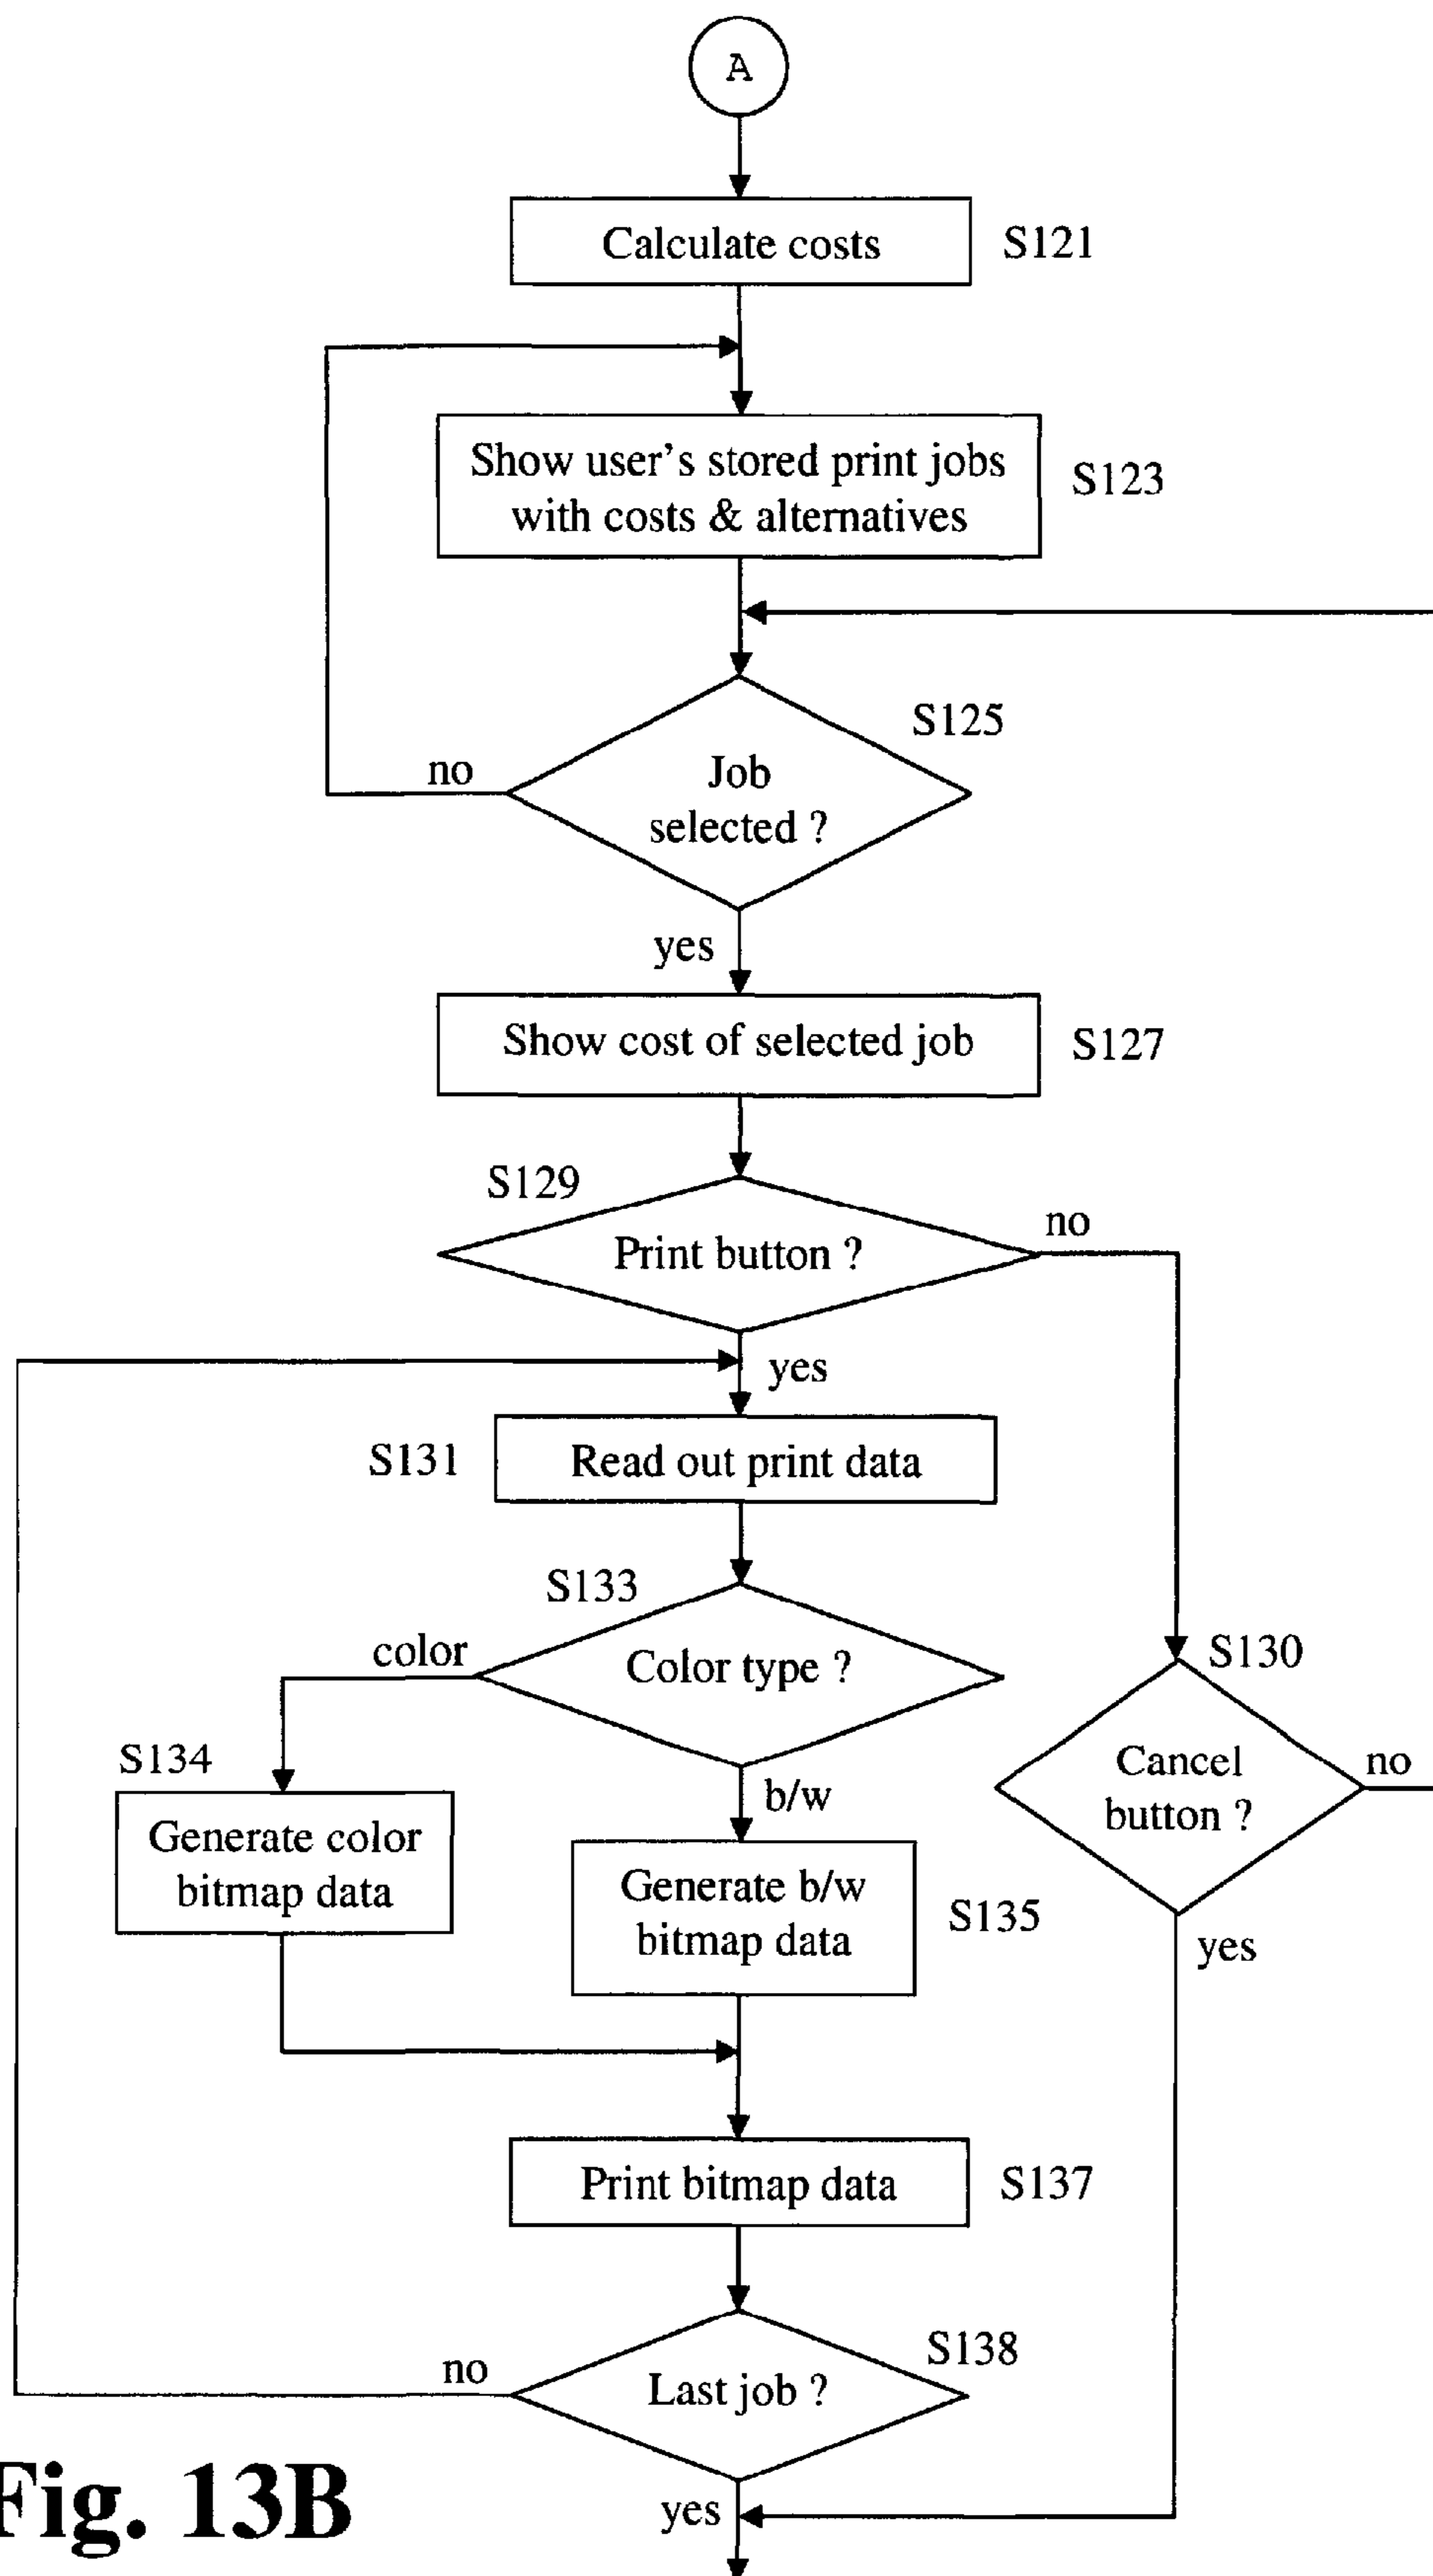 A
Calculate costs
S121
Show user's stored print jobs
with costs & alternatives
S123
S125
Job
selected ?
no
yes
Show cost of selected job
S127
S129
Print button ?
no
yes
S131
Read out print data
S133
color
Color type ?
S130
Cancel
button ?
no
S134
b/w
Generate color
bitmap data
Generate b/w
bitmap data
S135
yes
Print bitmap data
S137
S138
no
Last job ?
yes
Fig. 13B